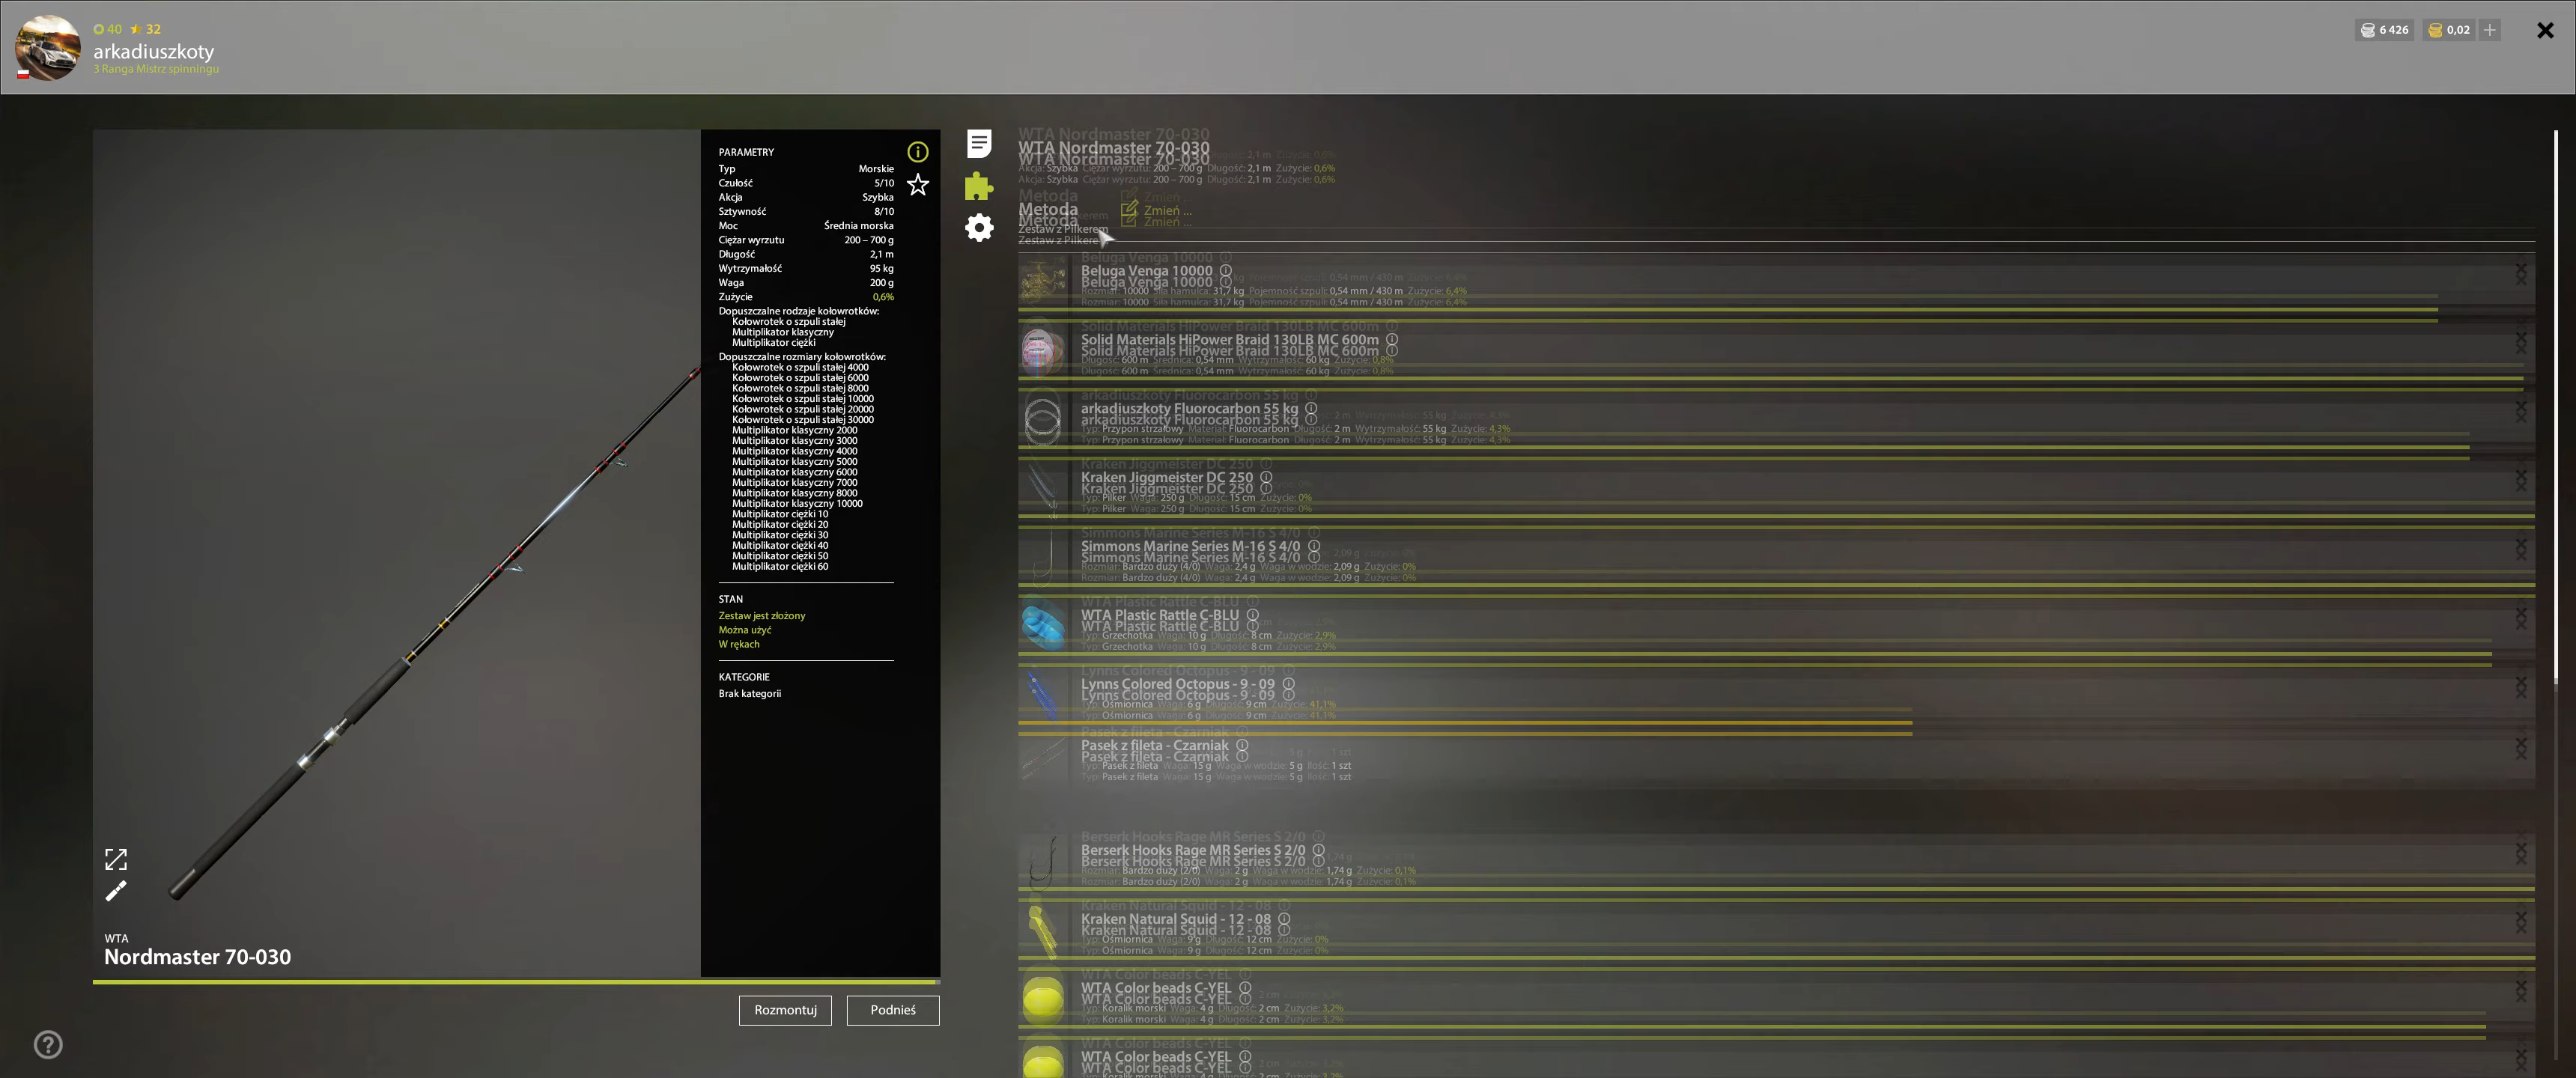 40 32
arkadiuszkoty
3 Ranga Mistrz spinningu
6 426 0,02
PARAMETRY
Typ Morskie
Czułość 5/10
Akcja Szybka
Sztywność 8/10
Moc Średnia morska
Ciężar wyrzutu 200 – 700 g
Długość 2,1 m
Wytrzymałość 95 kg
Waga 200 g
Zużycie 0,6%
Dopuszczalne rodzaje kołowrotków:
Kołowrotek o szpuli stałej
Multiplikator klasyczny
Multiplikator ciężki
Dopuszczalne rozmiary kołowrotków:
Kołowrotek o szpuli stałej 4000
Kołowrotek o szpuli stałej 6000
Kołowrotek o szpuli stałej 8000
Kołowrotek o szpuli stałej 10000
Kołowrotek o szpuli stałej 20000
Kołowrotek o szpuli stałej 30000
Multiplikator klasyczny 2000
Multiplikator klasyczny 3000
Multiplikator klasyczny 4000
Multiplikator klasyczny 5000
Multiplikator klasyczny 6000
Multiplikator klasyczny 7000
Multiplikator klasyczny 8000
Multiplikator klasyczny 10000
Multiplikator ciężki 10
Multiplikator ciężki 20
Multiplikator ciężki 30
Multiplikator ciężki 40
Multiplikator ciężki 50
Multiplikator ciężki 60
STAN
Zestaw jest złożony
Można użyć
W rękach
KATEGORIE
Brak kategorii
WTA
Nordmaster 70-030
Rozmontuj Podnieś
WTA Nordmaster 70-030
Akcja: Szybka Ciężar wyrzutu: 200 – 700 g Długość: 2,1 m Zużycie: 0,6%
Metoda Zmień ...
Zestaw z Pilkerem
Beluga Venga 10000
Rozmiar: 10000 Siła hamulca: 31,7 kg Pojemność szpuli: 0,54 mm / 430 m Zużycie: 6,4%
Solid Materials HiPower Braid 130LB MC 600m
Długość: 600 m Średnica: 0,54 mm Wytrzymałość: 60 kg Zużycie: 0,8%
arkadiuszkoty Fluorocarbon 55 kg
Typ: Przypon strzałowy Materiał: Fluorocarbon Długość: 2 m Wytrzymałość: 55 kg Zużycie: 4,3%
Kraken Jiggmeister DC 250
Typ: Pilker Waga: 250 g Długość: 15 cm Zużycie: 0%
Simmons Marine Series M-16 S 4/0
Rozmiar: Bardzo duży (4/0) Waga: 2,4 g Waga w wodzie: 2,09 g Zużycie: 0%
WTA Plastic Rattle C-BLU
Typ: Grzechotka Waga: 10 g Długość: 8 cm Zużycie: 2,9%
Lynns Colored Octopus - 9 - 09
Typ: Ośmiornica Waga: 6 g Długość: 9 cm Zużycie: 41,1%
Pasek z fileta - Czarniak
Typ: Pasek z fileta Waga: 15 g Waga w wodzie: 5 g Ilość: 1 szt
Berserk Hooks Rage MR Series S 2/0
Rozmiar: Bardzo duży (2/0) Waga: 2 g Waga w wodzie: 1,74 g Zużycie: 0,1%
Kraken Natural Squid - 12 - 08
Typ: Ośmiornica Waga: 9 g Długość: 12 cm Zużycie: 0%
WTA Color beads C-YEL
Typ: Koralik morski Waga: 4 g Długość: 2 cm Zużycie: 3,2%
WTA Color beads C-YEL
Typ: Koralik morski Waga: 4 g Długość: 2 cm Zużycie: 3,2%